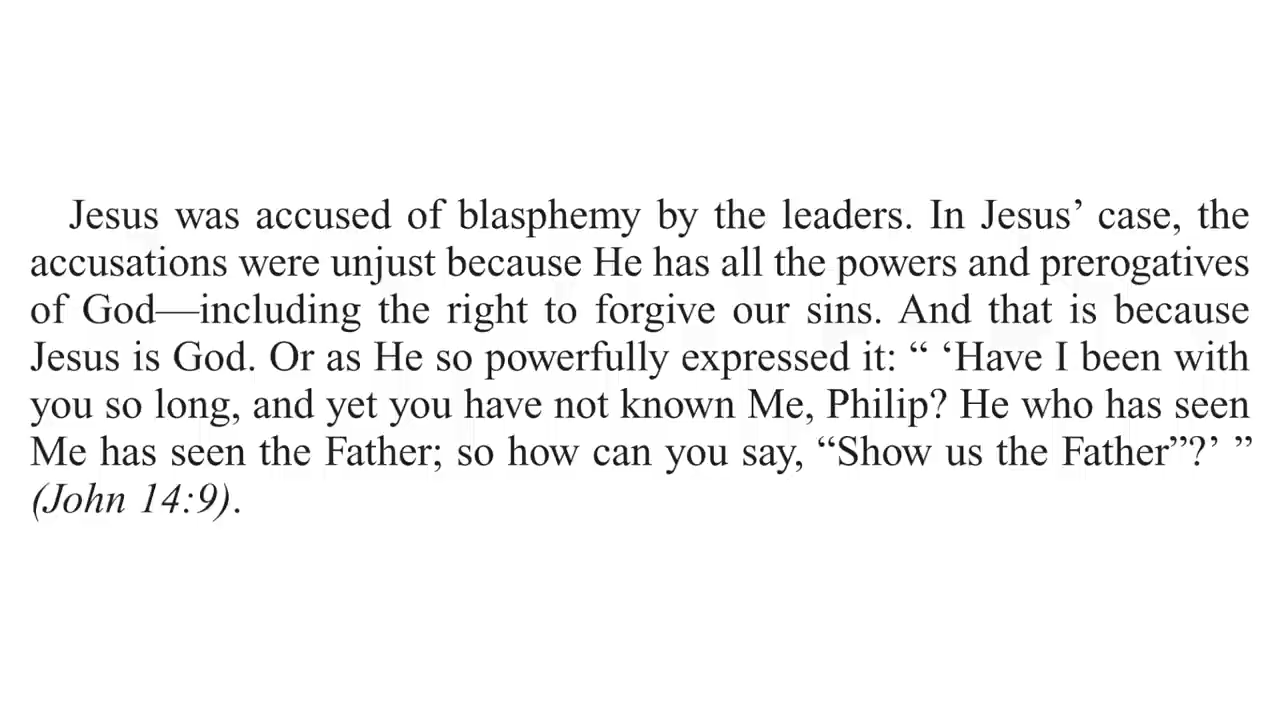 Jesus was accused of blasphemy by the leaders. In Jesus’ case, the
accusations were unjust because He has all the powers and prerogatives
of God—including the right to forgive our sins. And that is because
Jesus is God. Or as He so powerfully expressed it: “ ‘Have I been with
you so long, and yet you have not known Me, Philip? He who has seen
Me has seen the Father; so how can you say, “Show us the Father”?’ ”
(John 14:9).